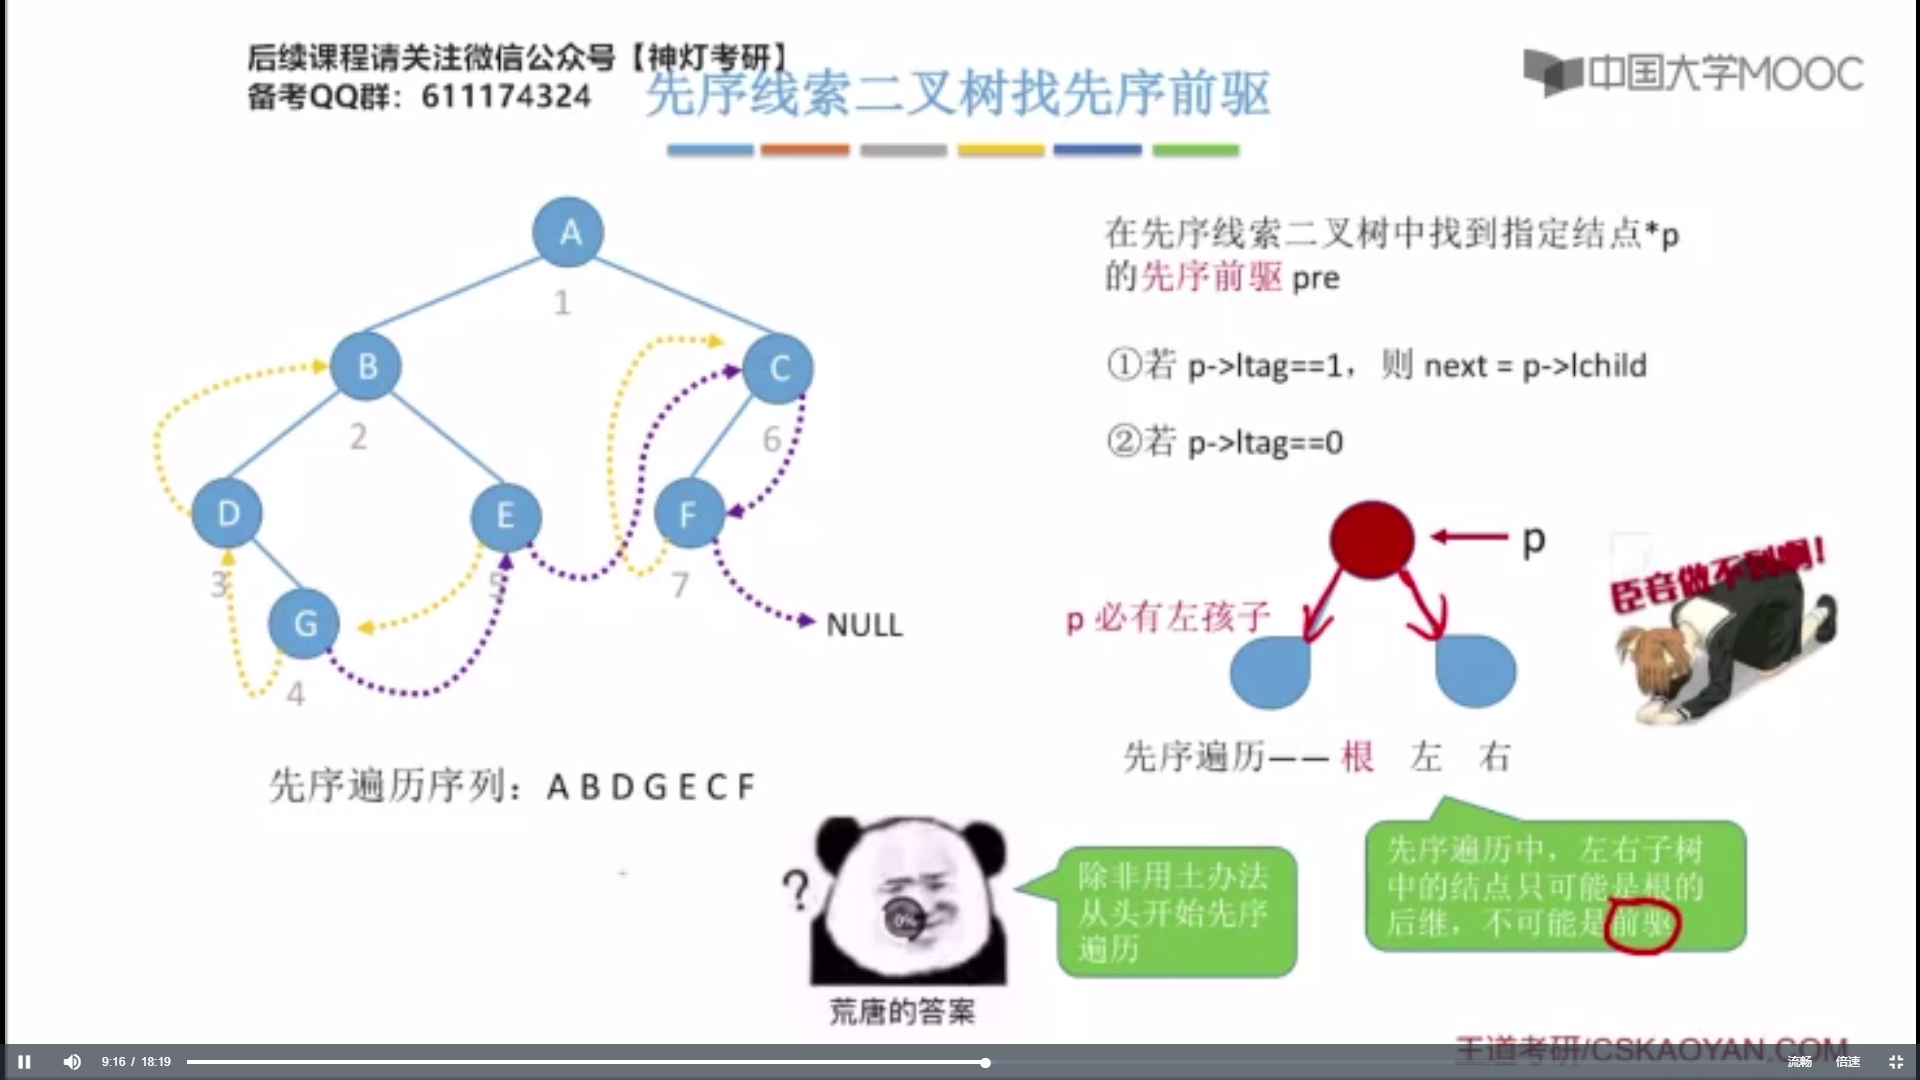 后续课程请关注微信公众号【神灯考研】
备考QQ群：611174324
先序线索二叉树找先序前驱
中国大学MOOC
A
1
B
C
2
6
D
E
F
3
5
7
G
4
NULL
先序遍历序列：A B D G E C F
在先序线索二叉树中找到指定结点*p
的先序前驱 pre
①若 p->ltag==1，则 next = p->lchild
②若 p->ltag==0
p
p 必有左孩子
臣妾做不到啊！
先序遍历—— 根 左 右
先序遍历中，左右子树
中的结点只可能是根的
后继，不可能是前驱
?
0%
除非用土办法
从头开始先序
遍历
荒唐的答案
王道考研/CSKAOYAN.COM
9:16 / 18:19
流畅
倍速